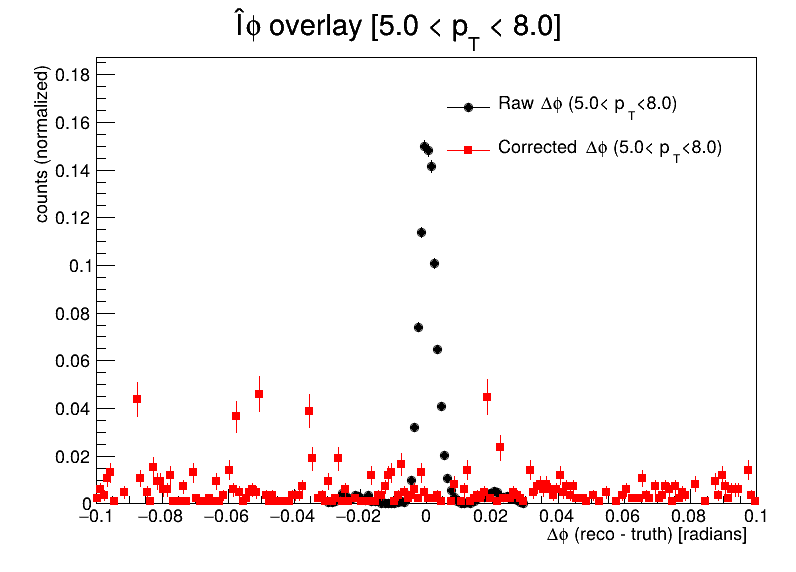 Îϕ overlay [5.0 < p_T < 8.0]
counts (normalized)
0.18
0.16
0.14
0.12
0.1
0.08
0.06
0.04
0.02
0
Raw Δϕ (5.0< p_T<8.0)
Corrected Δϕ (5.0< p_T<8.0)
−0.1 −0.08 −0.06 −0.04 −0.02 0 0.02 0.04 0.06 0.08 0.1
Δϕ (reco - truth) [radians]